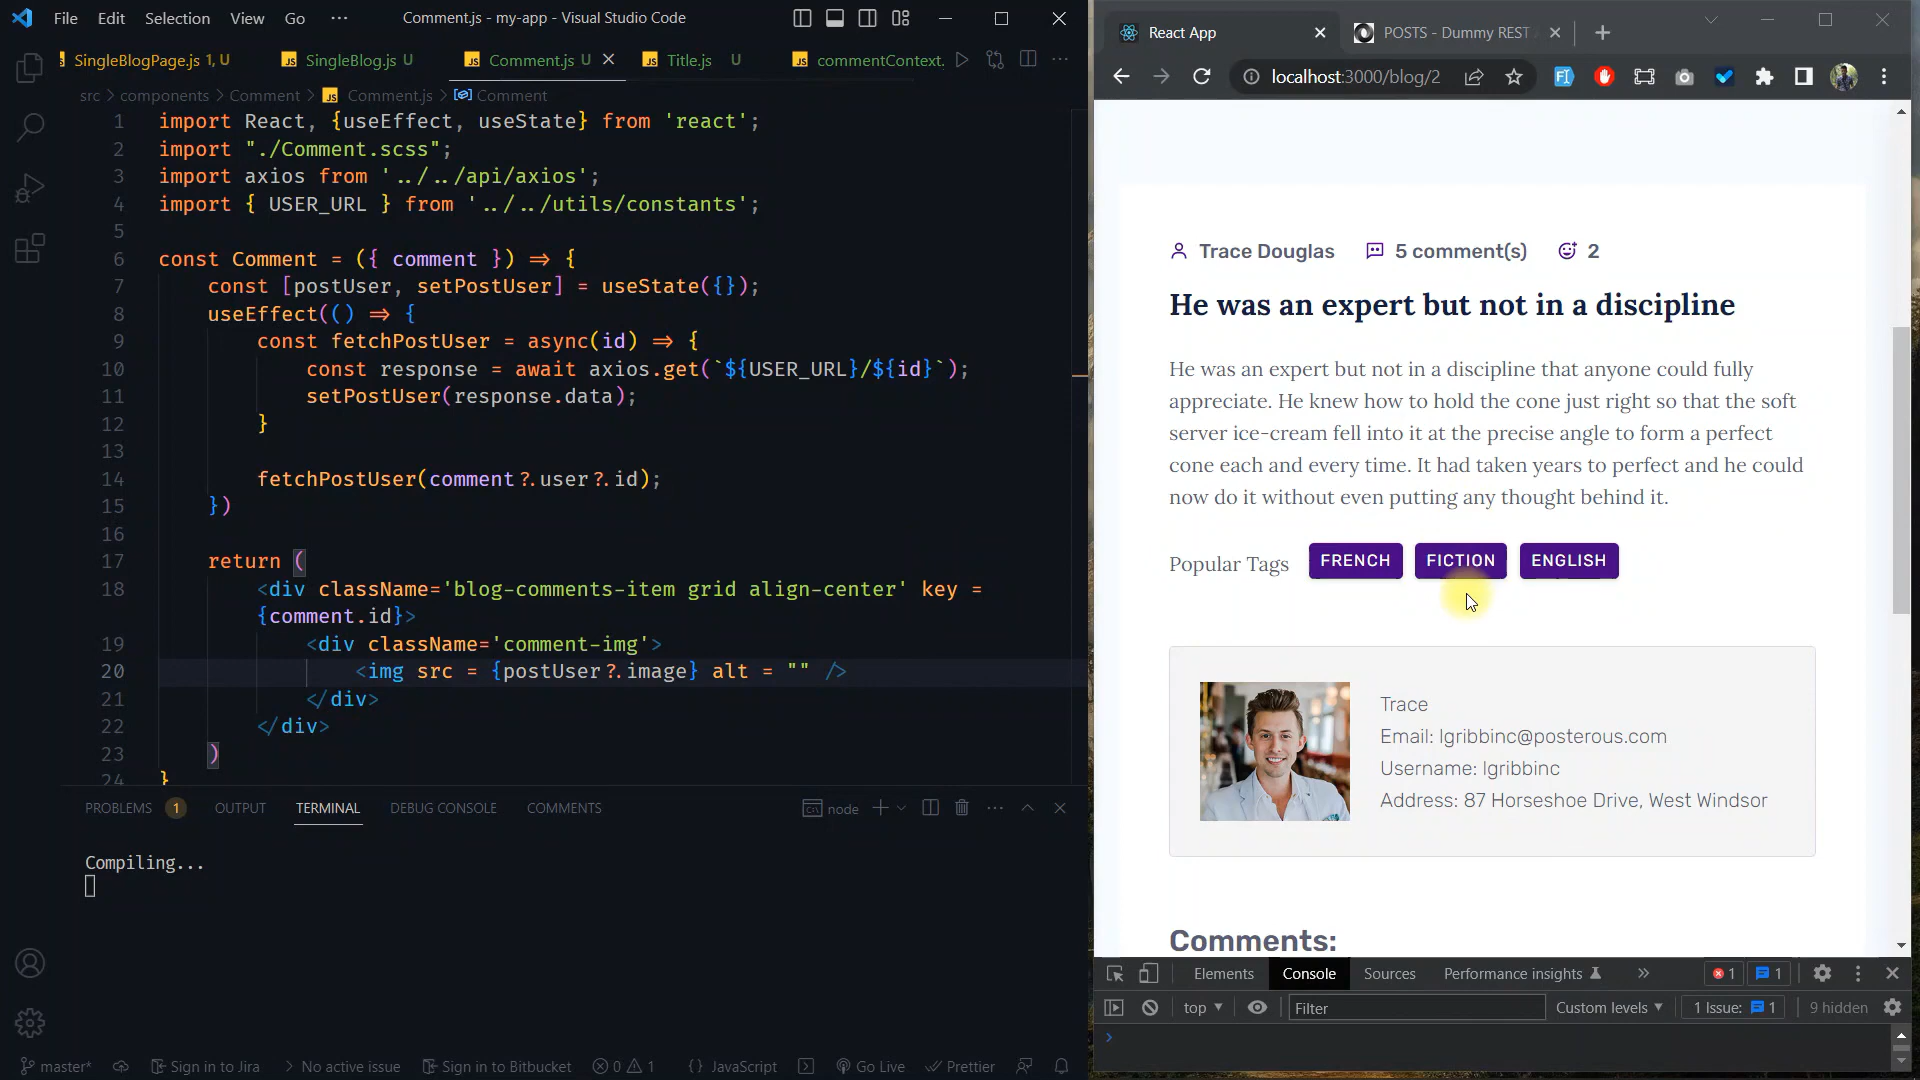 File Edit Selection View Go ··· Comment.js - my-app - Visual Studio Code
SingleBlogPage.js 1, U SingleBlog.js U Comment.js U Title.js U commentContext.
src > components > Comment > Comment.js > Comment
1 import React, {useEffect, useState} from 'react';
2 import "./Comment.scss";
3 import axios from '../../api/axios';
4 import { USER_URL } from '../../utils/constants';
5
6 const Comment = ({ comment }) => {
7 const [postUser, setPostUser] = useState({});
8 useEffect(() => {
9 const fetchPostUser = async(id) => {
10 const response = await axios.get(`${USER_URL}/${id}`);
11 setPostUser(response.data);
12 }
13
14 fetchPostUser(comment?.user?.id);
15 })
16
17 return (
18 <div className='blog-comments-item grid align-center' key =
{comment.id}>
19 <div className='comment-img'>
20 <img src = {postUser?.image} alt = "" />
21 </div>
22 </div>
23 )
24 }
PROBLEMS 1 OUTPUT TERMINAL DEBUG CONSOLE COMMENTS node
Compiling...
master* Sign in to Jira No active issue Sign in to Bitbucket 0 1 {} JavaScript Go Live Prettier
React App POSTS - Dummy REST
localhost:3000/blog/2
Trace Douglas 5 comment(s) 2
He was an expert but not in a discipline
He was an expert but not in a discipline that anyone could fully
appreciate. He knew how to hold the cone just right so that the soft
server ice-cream fell into it at the precise angle to form a perfect
cone each and every time. It had taken years to perfect and he could
now do it without even putting any thought behind it.
Popular Tags FRENCH FICTION ENGLISH
Trace
Email: lgribbinc@posterous.com
Username: lgribbinc
Address: 87 Horseshoe Drive, West Windsor
Comments:
Elements Console Sources Performance insights 1 1
top Filter Custom levels 1 Issue: 1 9 hidden